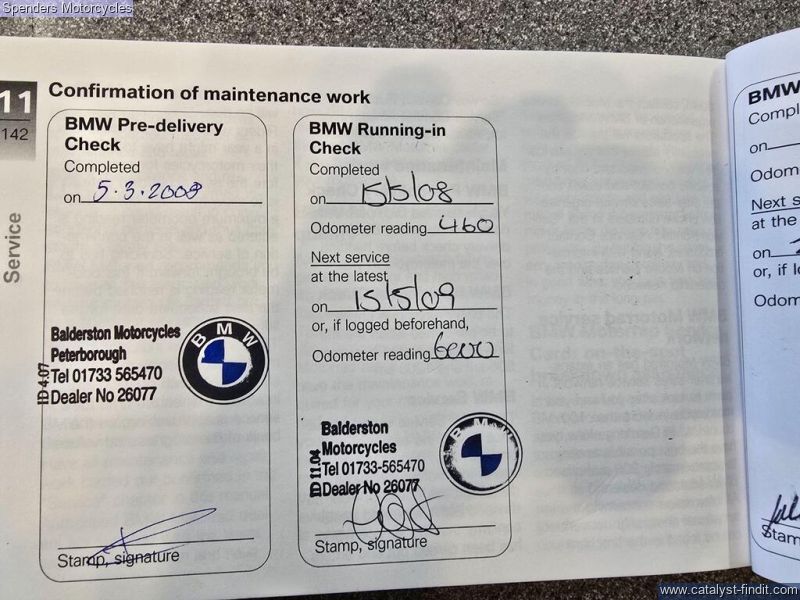 Spenders Motorcycles
11
142
Service
Confirmation of maintenance work
BMW Pre-delivery
Check
Completed
on 5.3.2008
Balderston Motorcycles
Peterborough
Tel 01733 565470
Dealer No 26077
ID 4.07
BMW
Stamp, signature
BMW Running-in
Check
Completed
on 15/5/08
Odometer reading 460
Next service
at the latest
on 15/5/09
or, if logged beforehand,
Odometer reading 6000
Balderston
Motorcycles
Tel 01733-565470
Dealer No 26077
ID 11.04
BMW
Stamp, signature
BMW
Compl
on
Odom
Next s
at the
on
or, if log
Odom
Stam
www.catalyst-findit.com